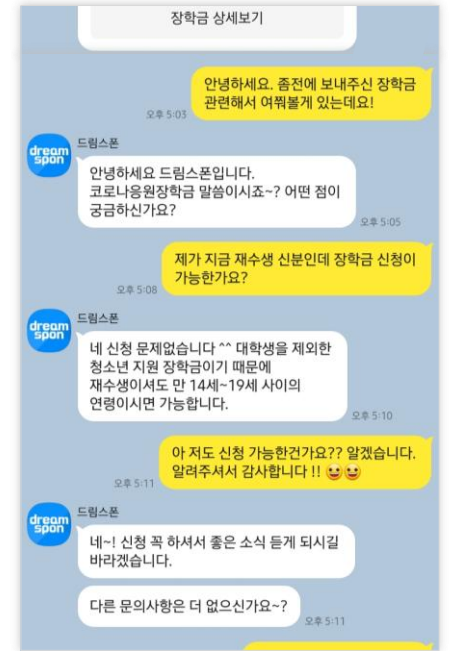 장학금 상세보기
안녕하세요. 좀전에 보내주신 장학금
관련해서 여쭤볼게 있는데요!
오후 5:03
dream
spon
드림스폰
안녕하세요 드림스폰입니다.
코로나응원장학금 말씀이시죠~? 어떤 점이
궁금하신가요?
오후 5:05
제가 지금 재수생 신분인데 장학금 신청이
가능한가요?
오후 5:08
dream
spon
드림스폰
네 신청 문제없습니다 ^^ 대학생을 제외한
청소년 지원 장학금이기 때문에
재수생이셔도 만 14세~19세 사이의
연령이시면 가능합니다.
오후 5:10
아 저도 신청 가능한건가요?? 알겠습니다.
알려주셔서 감사합니다 !! 😆😆
오후 5:11
dream
spon
드림스폰
네~! 신청 꼭 하셔서 좋은 소식 듣게 되시길
바라겠습니다.
다른 문의사항은 더 없으신가요~?
오후 5:11